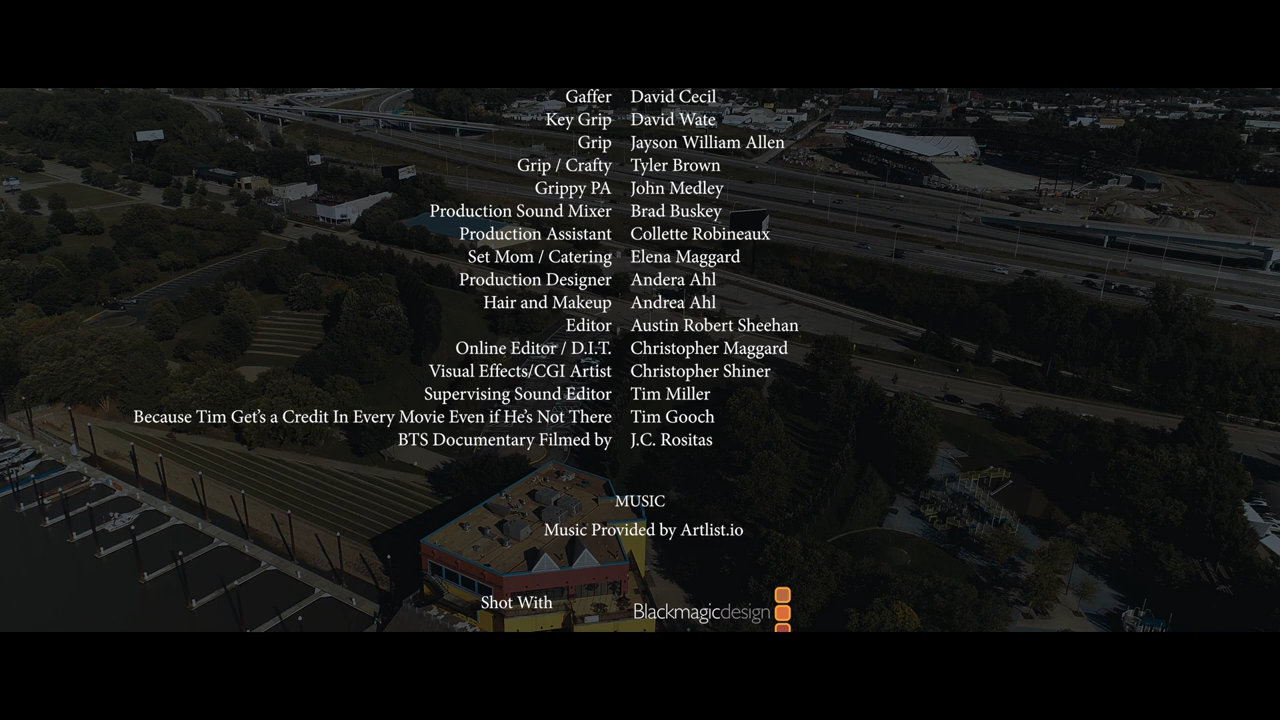 Gaffer David Cecil
Key Grip David Wate
Grip Jayson William Allen
Grip / Crafty Tyler Brown
Grippy PA John Medley
Production Sound Mixer Brad Buskey
Production Assistant Collette Robineaux
Set Mom / Catering Elena Maggard
Production Designer Andera Ahl
Hair and Makeup Andrea Ahl
Editor Austin Robert Sheehan
Online Editor / D.I.T. Christopher Maggard
Visual Effects/CGI Artist Christopher Shiner
Supervising Sound Editor Tim Miller
Because Tim Get's a Credit In Every Movie Even if He's Not There Tim Gooch
BTS Documentary Filmed by J.C. Rositas
MUSIC
Music Provided by Artlist.io
Shot With Blackmagicdesign